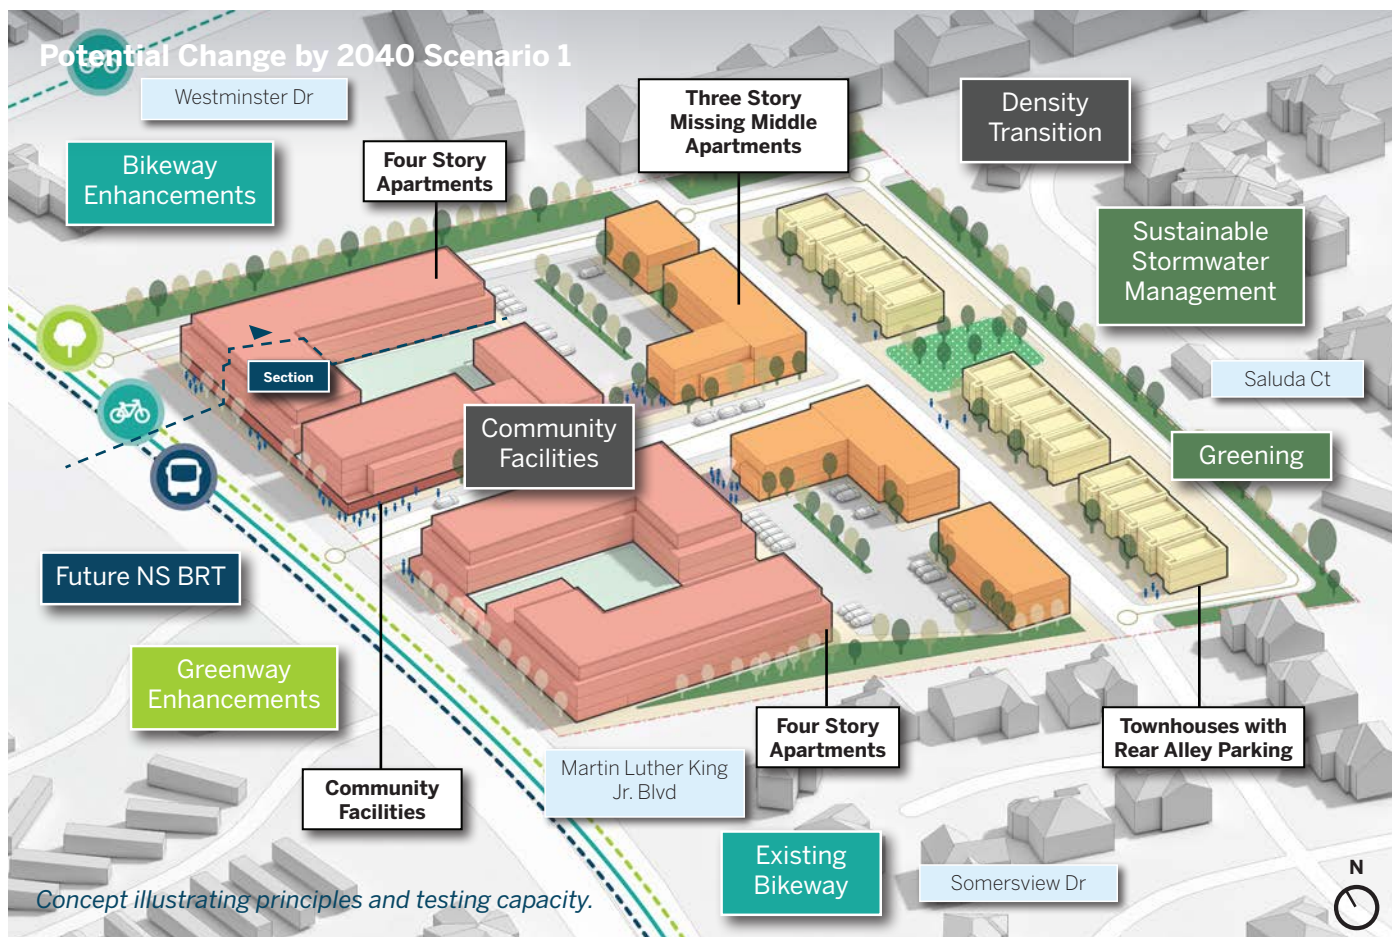 Potential Change by 2040 Scenario 1
Westminster Dr
Bikeway
Enhancements
Four Story
Apartments
Three Story
Missing Middle
Apartments
Density
Transition
Sustainable
Stormwater
Management
Section
Saluda Ct
Community
Facilities
Greening
Future NS BRT
Greenway
Enhancements
Four Story
Apartments
Townhouses with
Rear Alley Parking
Community
Facilities
Martin Luther King
Jr. Blvd
Existing
Bikeway
Somersview Dr
N
Concept illustrating principles and testing capacity.